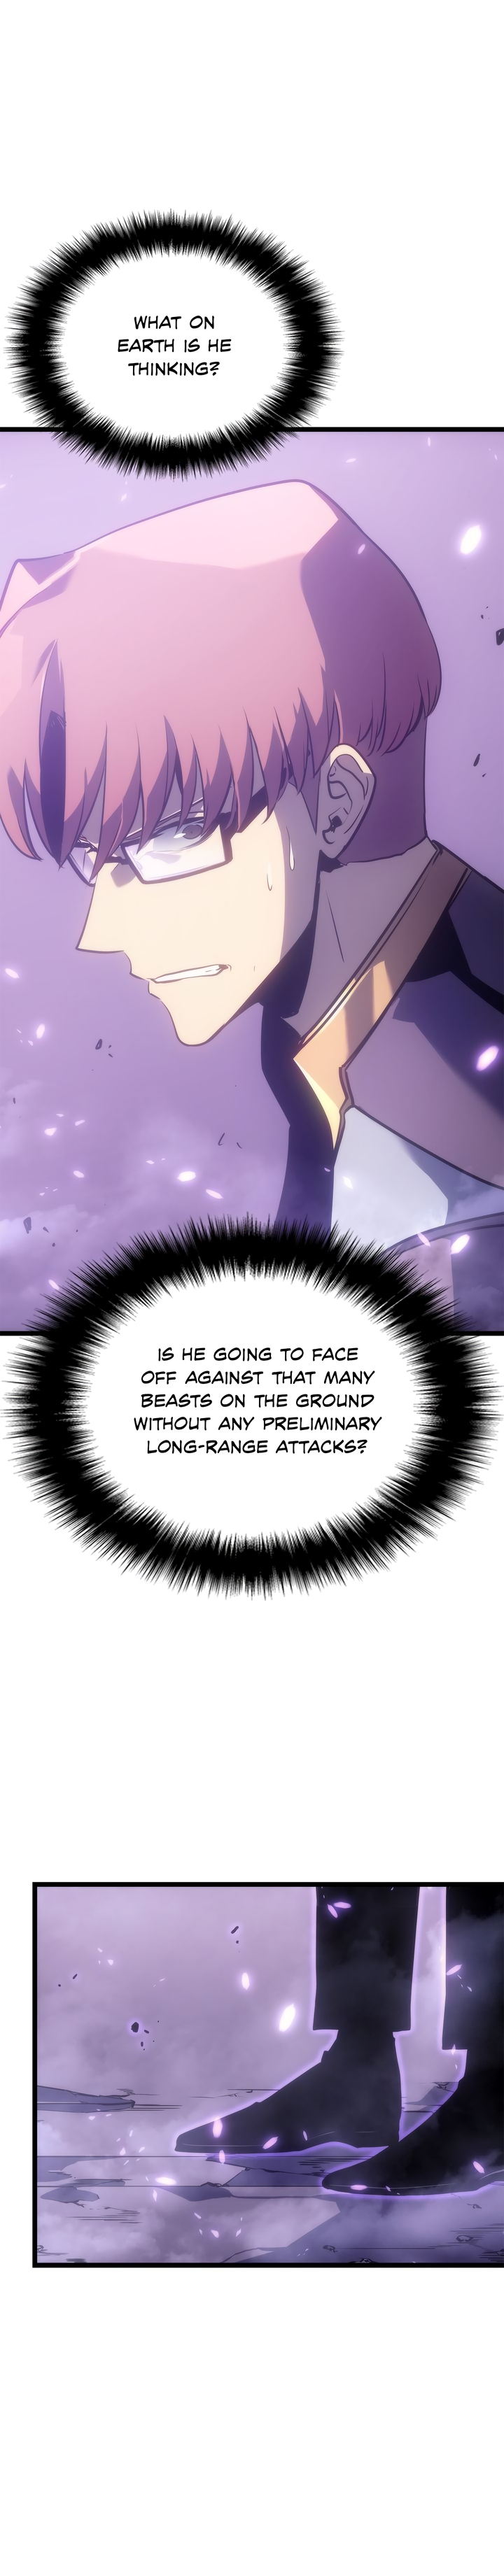 WHAT ON
EARTH IS HE
THINKING?
IS HE GOING TO FACE
OFF AGAINST THAT MANY
BEASTS ON THE GROUND
WITHOUT ANY PRELIMINARY
LONG-RANGE ATTACKS?